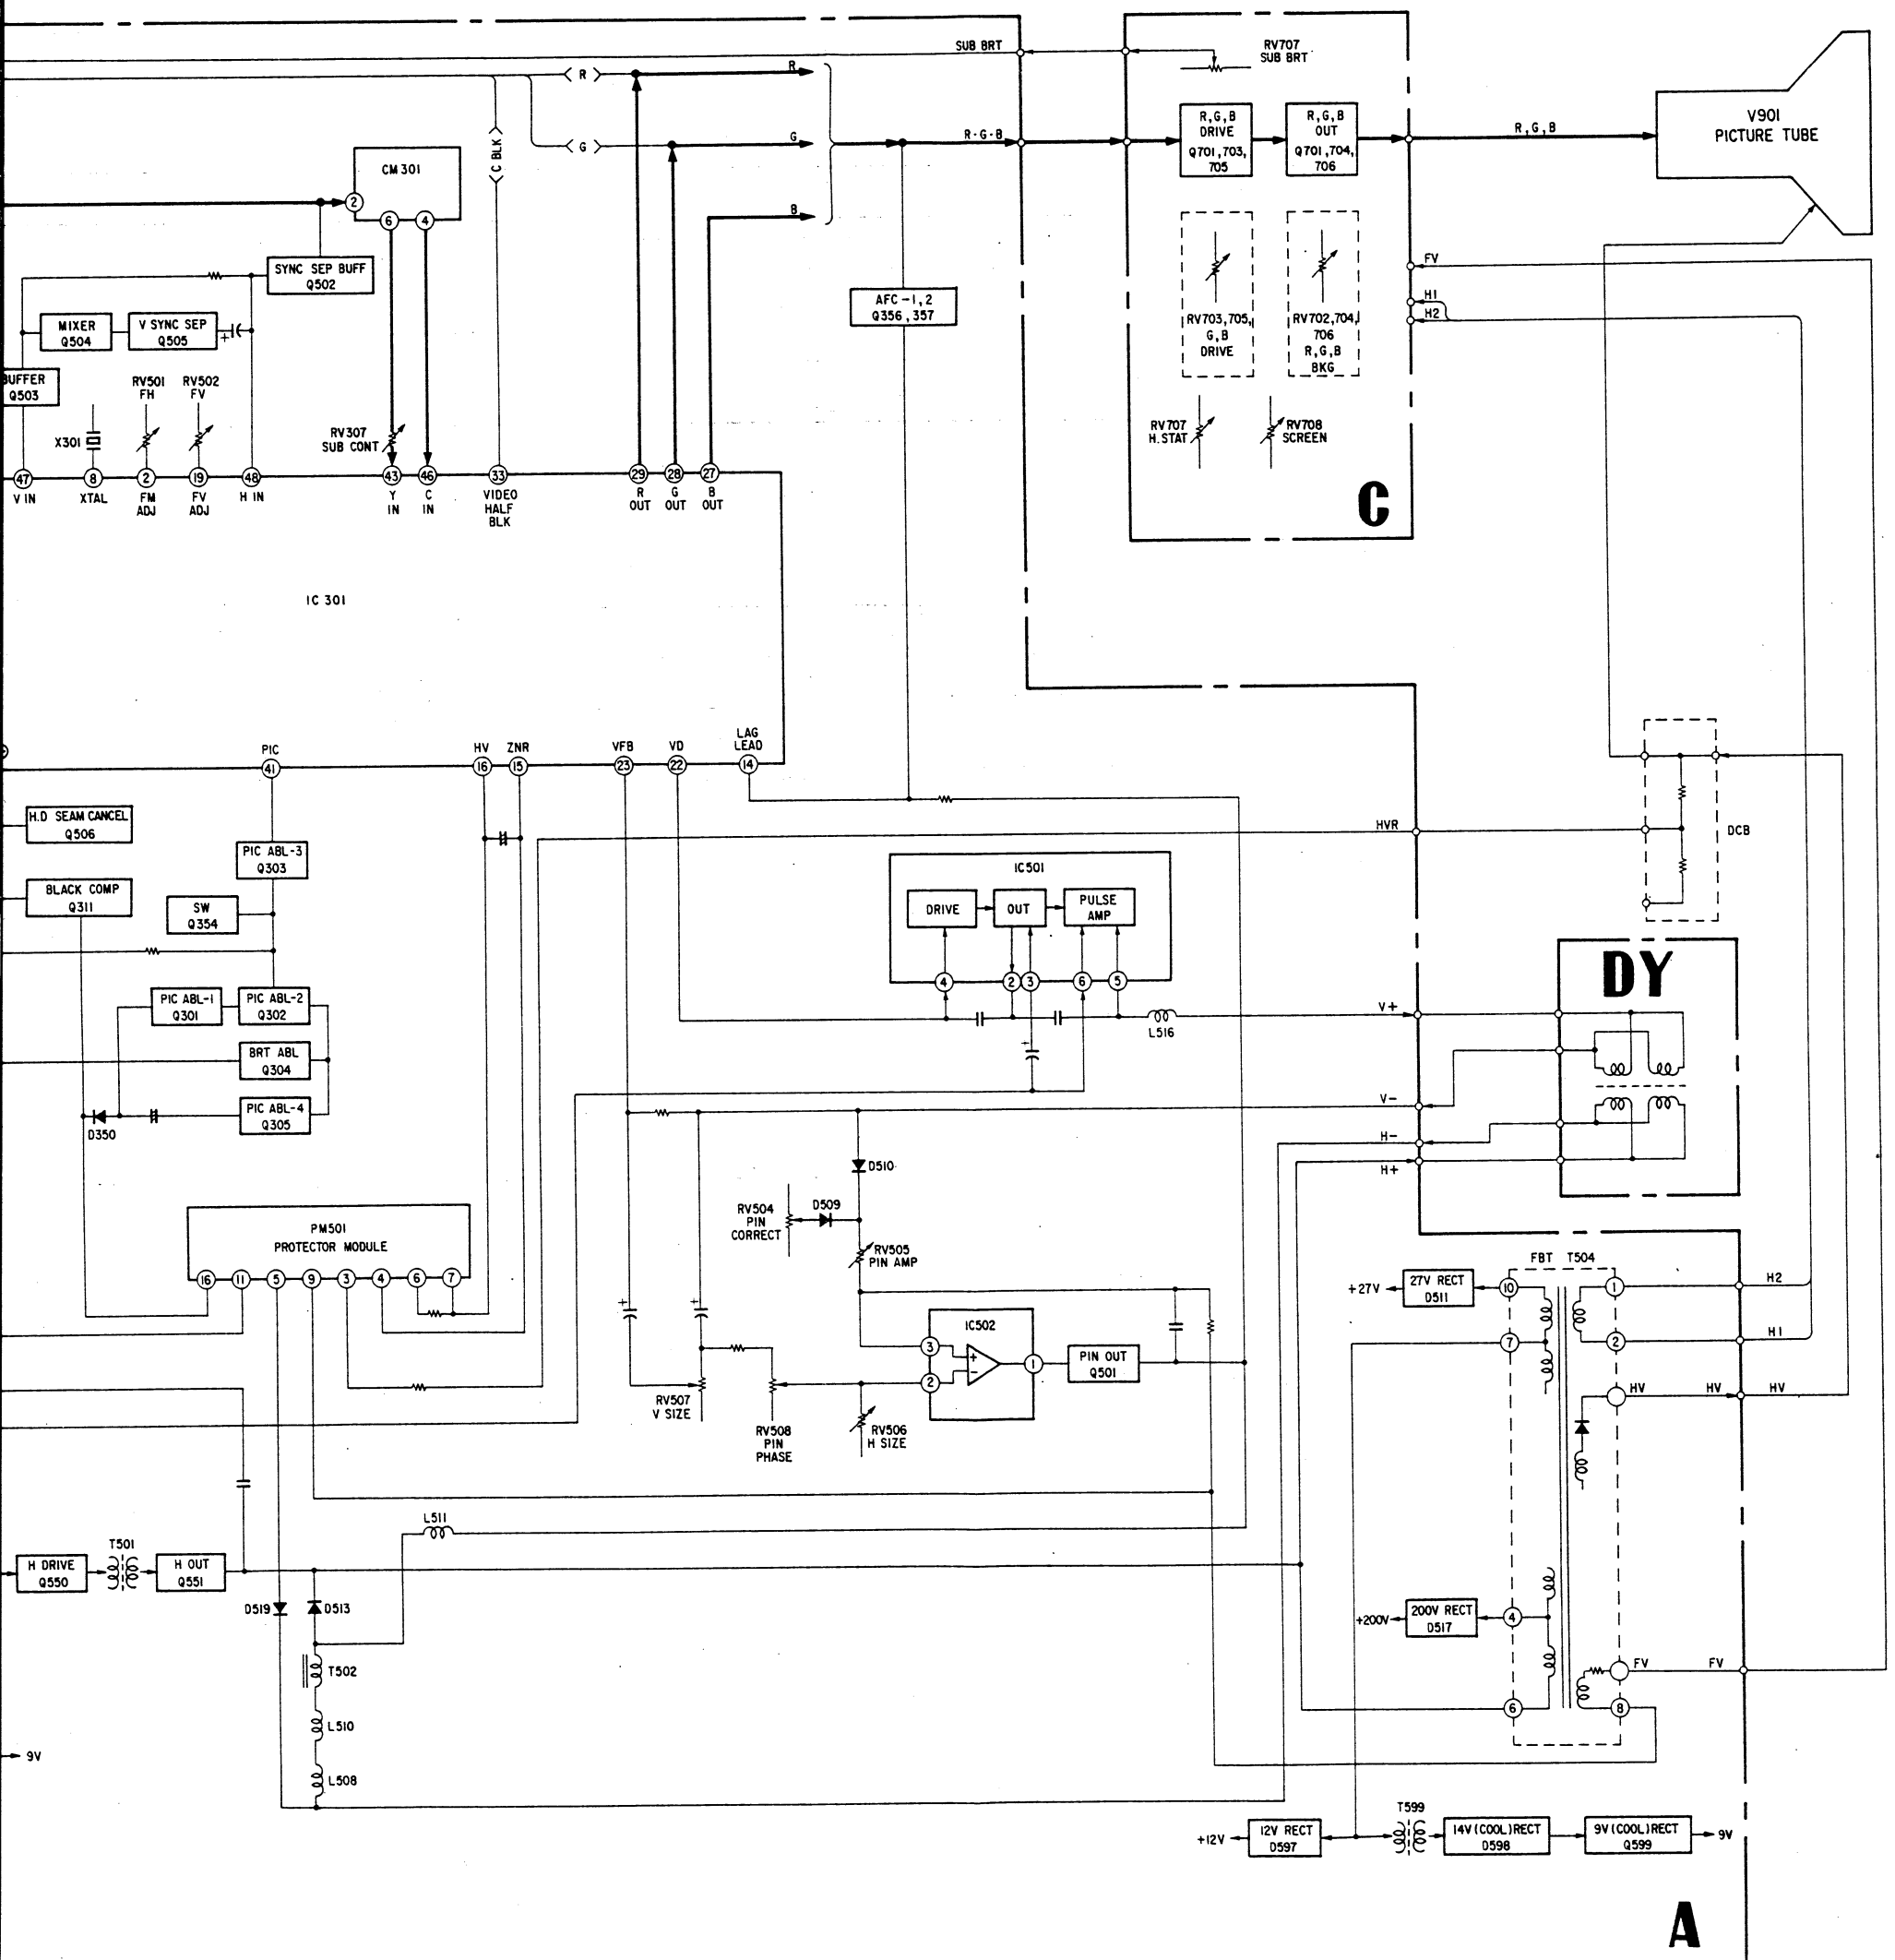 SUB BRT
RV707
SUB BRT
R
R
G
G
C BLK
B
R·G·B
R,G,B
DRIVE
Q701,703,
705
R,G,B
OUT
Q701,704,
706
R,G,B
V901
PICTURE TUBE
CM301
2
6
4
SYNC SEP BUFF
Q502
MIXER
Q504
V SYNC SEP
Q505
+
BUFFER
Q503
RV501
FH
RV502
FV
X301
RV307
SUB CONT
AFC-1,2
Q356,357
RV703,705,
G,B
DRIVE
RV702,704,
706
R,G,B
BKG
FV
H1
H2
RV707
H.STAT
RV708
SCREEN
C
47
8
2
19
48
43
46
33
29
28
27
V IN
XTAL
FM
ADJ
FV
ADJ
H IN
Y
IN
C
IN
VIDEO
HALF
BLK
R
OUT
G
OUT
B
OUT
IC 301
PIC
HV
ZNR
VFB
VD
LAG
LEAD
41
16
15
23
22
14
H.D SEAM CANCEL
Q506
PIC ABL-3
Q303
BLACK COMP
Q311
SW
Q354
HVR
DCB
IC501
DRIVE
OUT
PULSE
AMP
4
2
3
6
5
L516
+
PIC ABL-1
Q301
PIC ABL-2
Q302
BRT ABL
Q304
PIC ABL-4
Q305
D350
V+
V-
H-
H+
DY
D510
RV504
PIN
CORRECT
D509
RV505
PIN AMP
PM501
PROTECTOR MODULE
16
11
5
9
3
4
6
7
+
+
IC502
3
2
+
-
1
PIN OUT
Q501
RV507
V SIZE
RV508
PIN
PHASE
RV506
H SIZE
FBT T504
+27V
27V RECT
D511
10
7
1
2
H2
H1
HV
HV
HV
+200V
200V RECT
D517
4
6
8
FV
FV
L511
H DRIVE
Q550
T501
H OUT
Q551
D519
D513
T502
L510
L508
9V
+12V
12V RECT
D597
T599
14V(COOL)RECT
D598
9V(COOL)RECT
Q599
9V
A